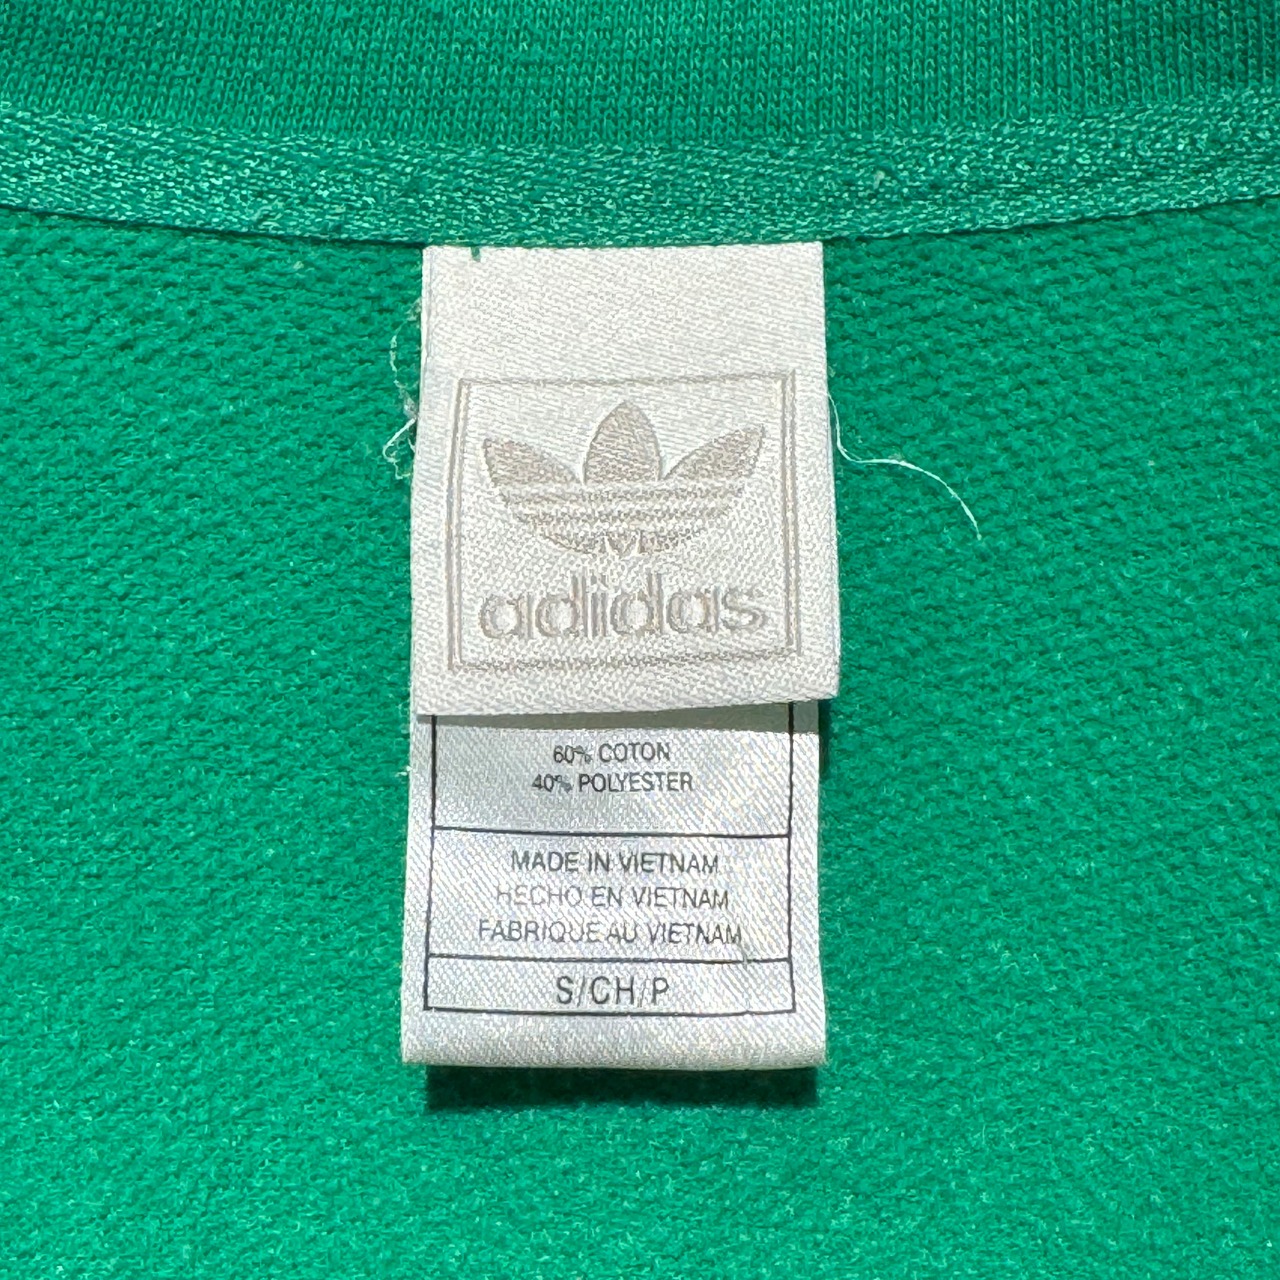 adidas
60% COTON
40% POLYESTER
MADE IN VIETNAM
HECHO EN VIETNAM
FABRIQUE AU VIETNAM
S/CH/P